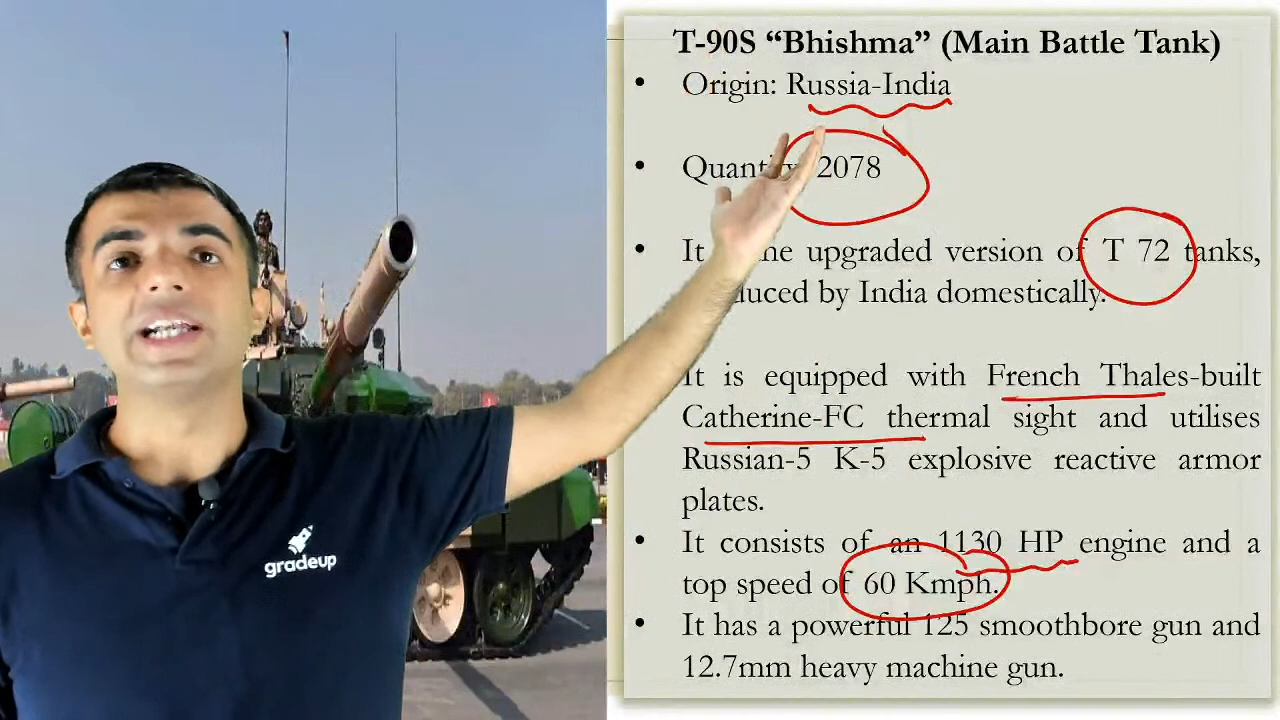 T-90S “Bhishma” (Main Battle Tank)
• Origin: Russia-India
• Quantity 2078
• It the upgraded version of T 72 tanks,
by India domestically.
It is equipped with French Thales-built
Catherine-FC thermal sight and utilises
Russian-5 K-5 explosive reactive armor
plates.
• It consists of an 1130 HP engine and a
top speed of 60 Kmph.
• It has a powerful 125 smoothbore gun and
12.7mm heavy machine gun.
gradeup